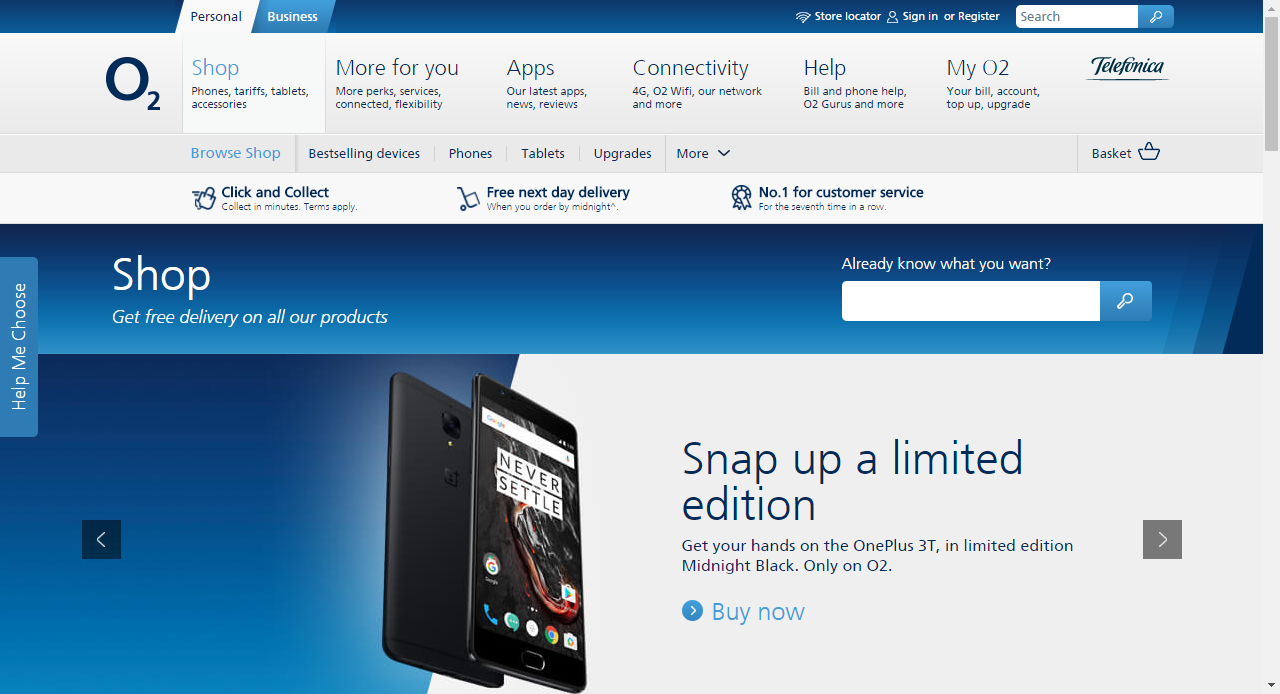 Personal
Business
Store locator
Sign in or Register
Search
O2
Shop
Phones, tariffs, tablets,
accessories
More for you
More perks, services,
connected, flexibility
Apps
Our latest apps,
news, reviews
Connectivity
4G, O2 Wifi, our network
and more
Help
Bill and phone help,
O2 Gurus and more
My O2
Your bill, account,
top up, upgrade
Telefónica
Browse Shop
Bestselling devices
Phones
Tablets
Upgrades
More
Basket
Click and Collect
Collect in minutes. Terms apply.
Free next day delivery
When you order by midnight^.
No.1 for customer service
For the seventh time in a row.
Shop
Get free delivery on all our products
Already know what you want?
Help Me Choose
Google
NEVER
SETTLE
Google
Snap up a limited
edition
Get your hands on the OnePlus 3T, in limited edition
Midnight Black. Only on O2.
Buy now